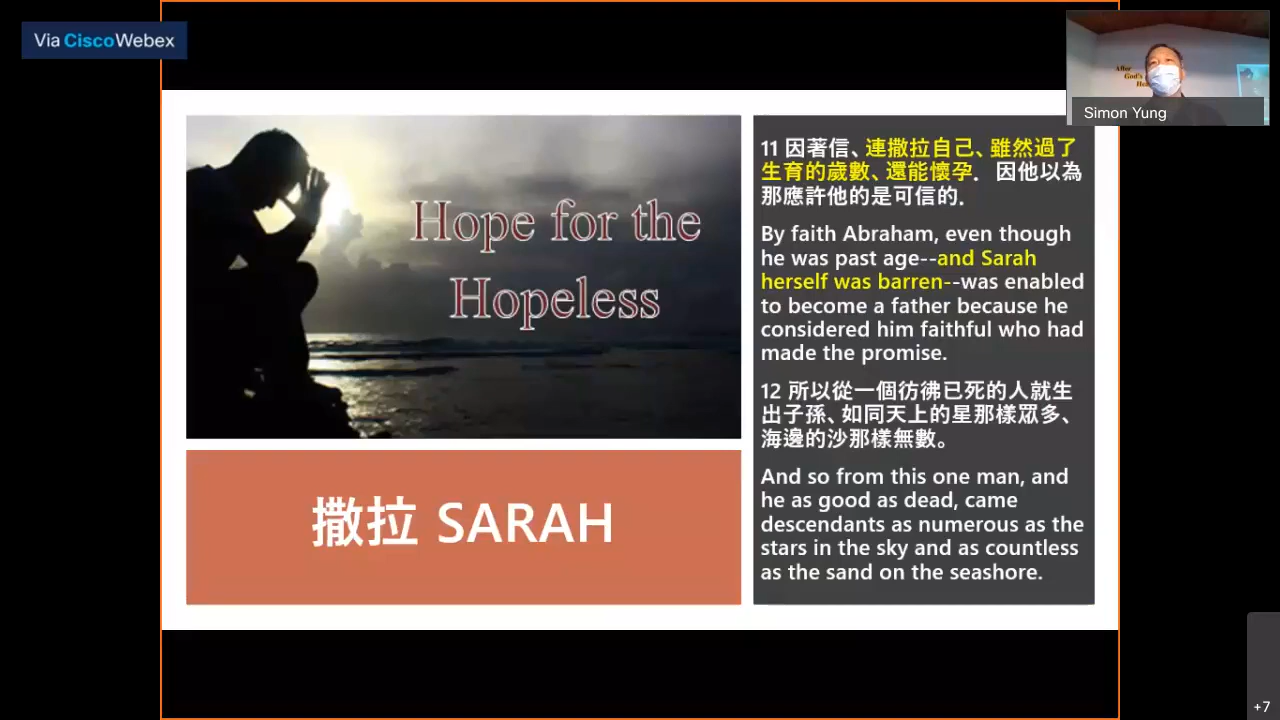 Via Cisco Webex
After
God's
Simon Yung
Hope for the
Hopeless
撒拉 SARAH
11 因著信、連撒拉自己、雖然過了
生育的歲數、還能懷孕． 因他以為
那應許他的是可信的．
By faith Abraham, even though
he was past age--and Sarah
herself was barren--was enabled
to become a father because he
considered him faithful who had
made the promise.
12 所以從一個彷彿已死的人就生
出子孫、如同天上的星那樣眾多、
海邊的沙那樣無數。
And so from this one man, and
he as good as dead, came
descendants as numerous as the
stars in the sky and as countless
as the sand on the seashore.
+7